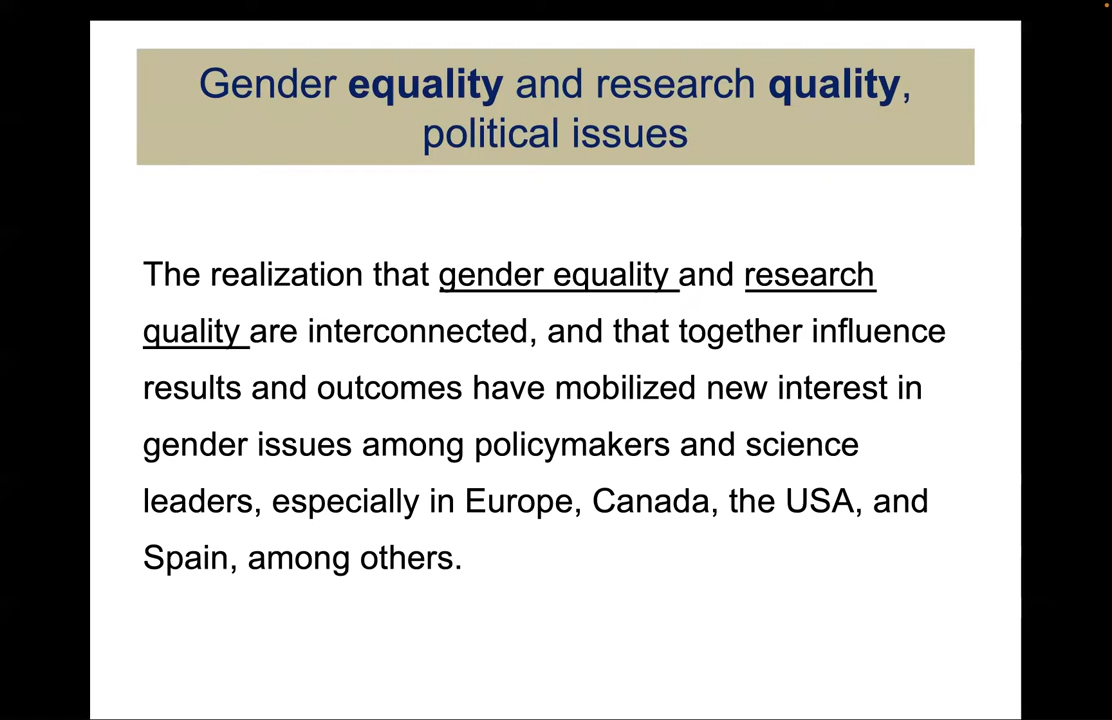 Gender equality and research quality,
political issues
The realization that gender equality and research
quality are interconnected, and that together influence
results and outcomes have mobilized new interest in
gender issues among policymakers and science
leaders, especially in Europe, Canada, the USA, and
Spain, among others.